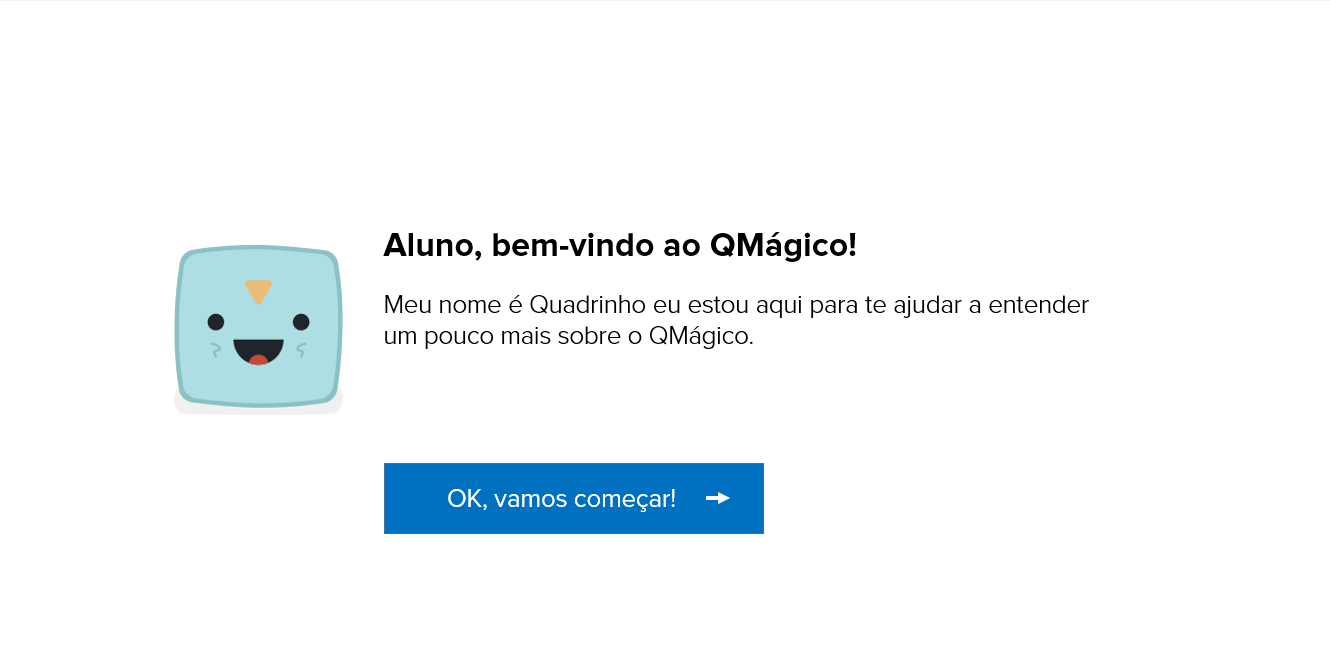 Aluno, bem-vindo ao QMágico!
Meu nome é Quadrinho eu estou aqui para te ajudar a entender
um pouco mais sobre o QMágico.
OK, vamos começar!